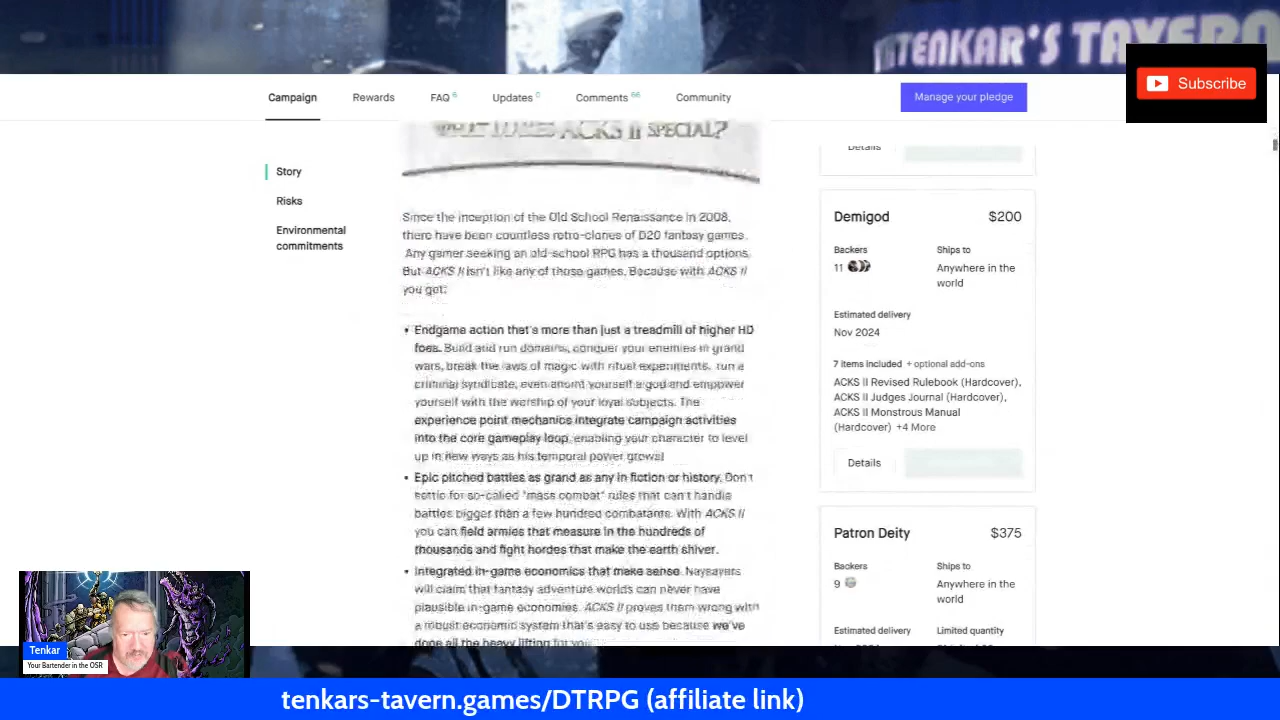 TENKAR'S TAVERN
Subscribe
Campaign Rewards FAQ 6 Updates 0 Comments 66 Community Manage your pledge
WHAT MAKES ACKS II SPECIAL?
Details
Story
Risks
Environmental
commitments
Since the inception of the Old School Renaissance in 2008,
there have been countless retro-clones of D20 fantasy games.
Any gamer seeking an old-school RPG has a thousand options.
But ACKS II isn't like any of those games. Because with ACKS II
you get:
• Endgame action that's more than just a treadmill of higher HD
foes. Build and run domains, conquer your enemies in grand
wars, break the laws of magic with ritual experiments, run a
criminal syndicate, even anoint yourself a god and empower
yourself with the worship of your loyal subjects. The
experience point mechanics integrate campaign activities
into the core gameplay loop, enabling your character to level
up in new ways as his temporal power grows!
• Epic pitched battles as grand as any in fiction or history. Don't
settle for so-called "mass combat" rules that can't handle
battles bigger than a few hundred combatants. With ACKS II
you can field armies that measure in the hundreds of
thousands and fight hordes that make the earth shiver.
• Integrated in-game economics that make sense. Naysayers
will claim that fantasy adventure worlds can never have
plausible in-game economies. ACKS II proves them wrong with
a robust economic system that's easy to use because we've
done all the heavy lifting for you.
Demigod $200
Backers Ships to
11 Anywhere in the
world
Estimated delivery
Nov 2024
7 items included + optional add-ons
ACKS II Revised Rulebook (Hardcover),
ACKS II Judges Journal (Hardcover),
ACKS II Monstrous Manual
(Hardcover) +4 More
Details
Patron Deity $375
Backers Ships to
9 Anywhere in the
world
Estimated delivery Limited quantity
Tenkar
Your Bartender in the OSR
tenkars-tavern.games/DTRPG (affiliate link)